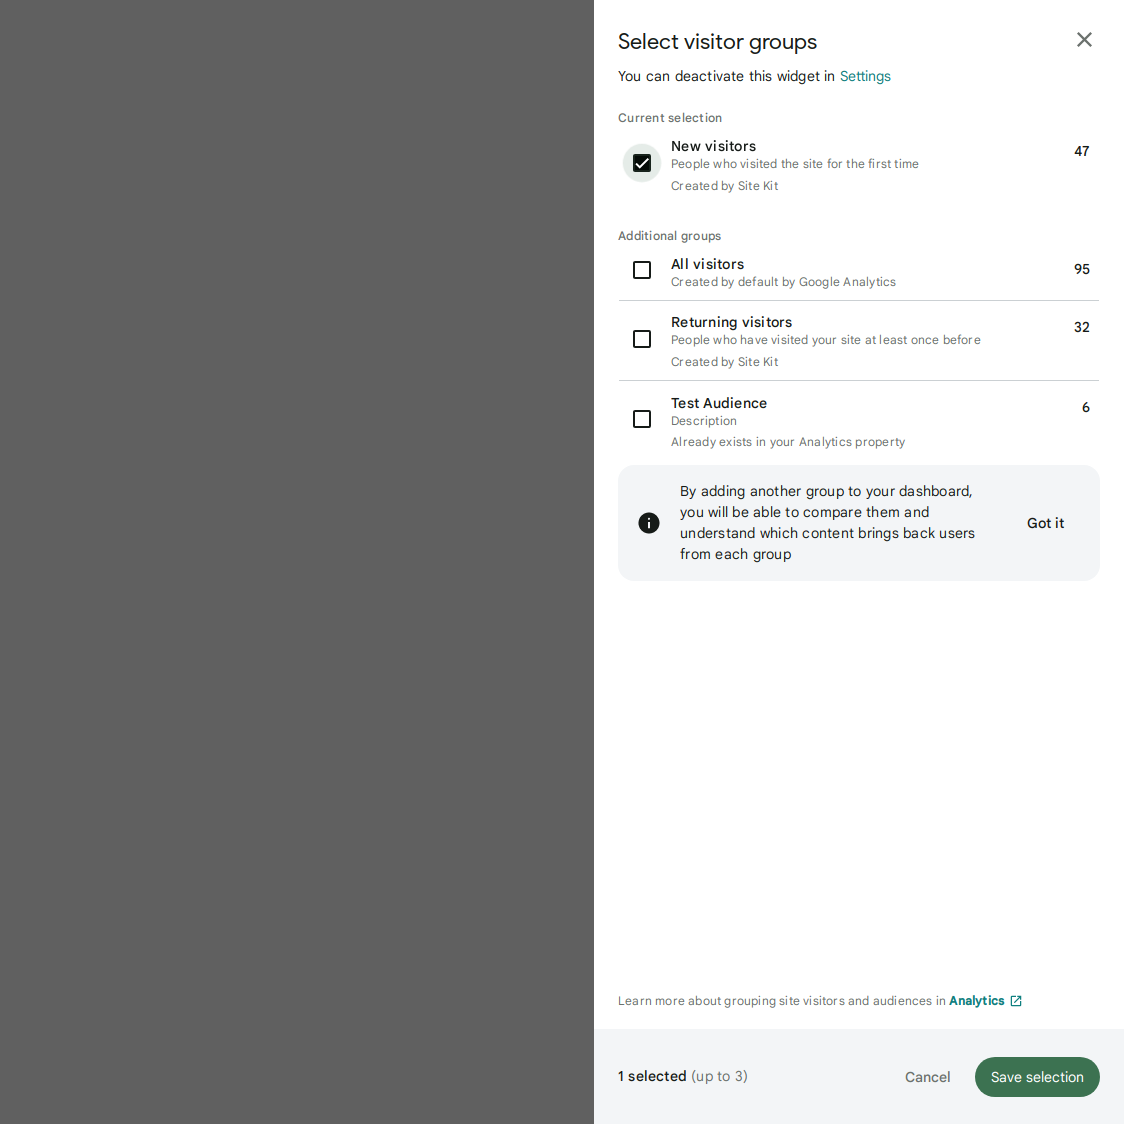 Select visitor groups
You can deactivate this widget in Settings
Current selection
New visitors
47
People who visited the site for the first time
Created by Site Kit
Additional groups
All visitors
95
Created by default by Google Analytics
Returning visitors
32
People who have visited your site at least once before
Created by Site Kit
Test Audience
6
Description
Already exists in your Analytics property
By adding another group to your dashboard,
you will be able to compare them and
understand which content brings back users
from each group
Got it
Learn more about grouping site visitors and audiences in Analytics
1 selected (up to 3)
Cancel
Save selection